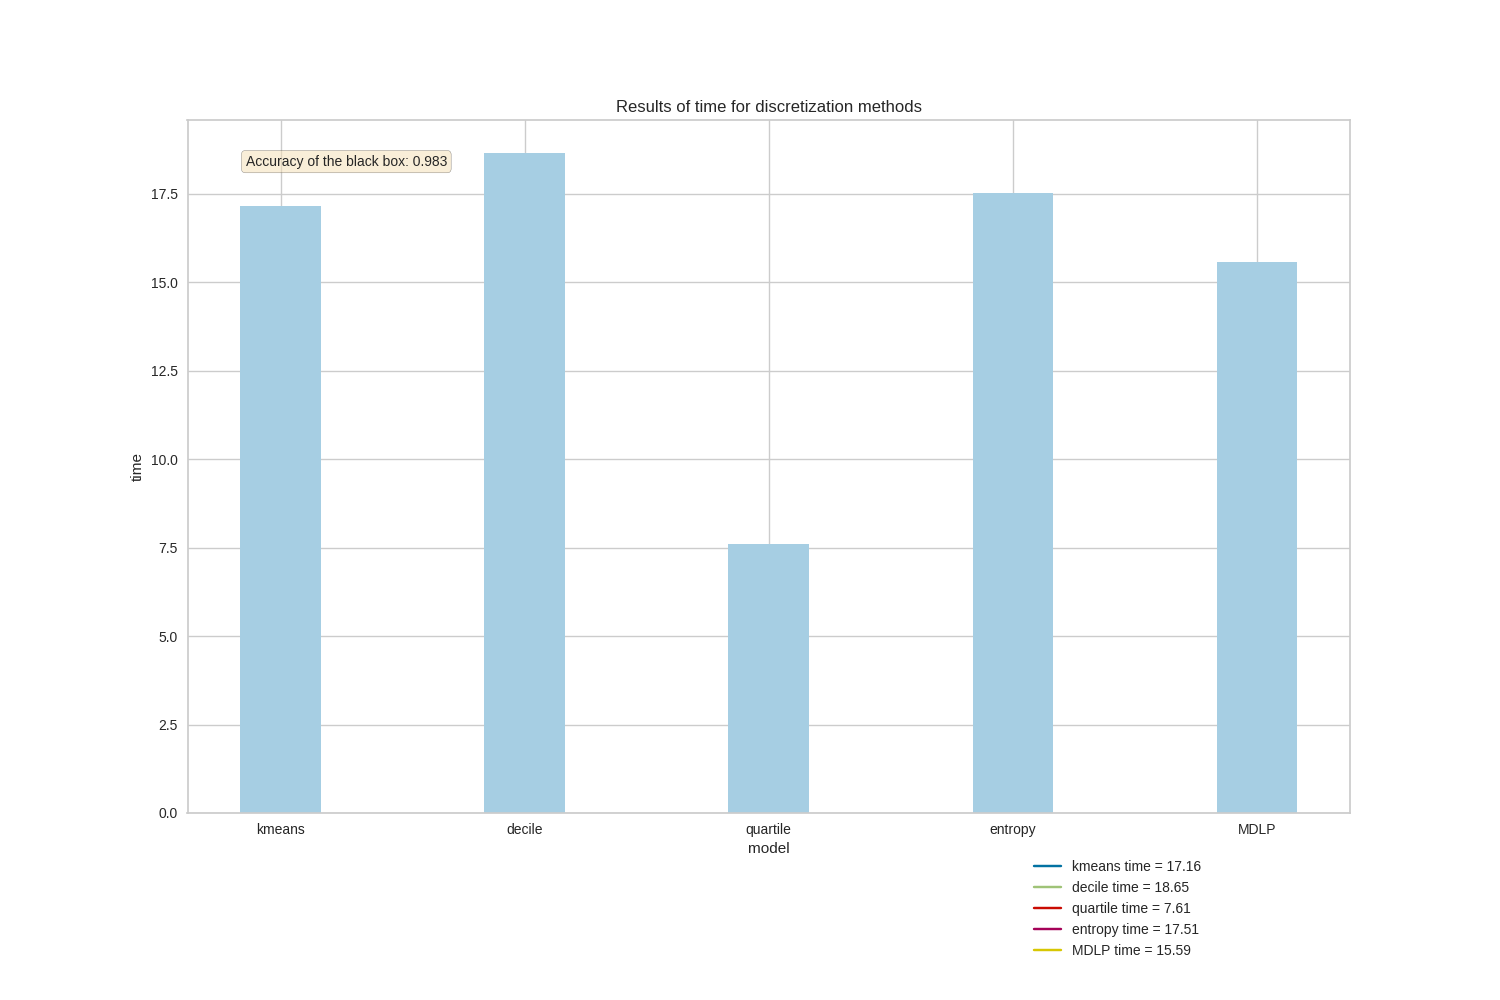 Results of time for discretization methods
Accuracy of the black box: 0.983
17.5
15.0
12.5
10.0
7.5
5.0
2.5
0.0
time
kmeans decile quartile entropy MDLP
model
kmeans time = 17.16
decile time = 18.65
quartile time = 7.61
entropy time = 17.51
MDLP time = 15.59